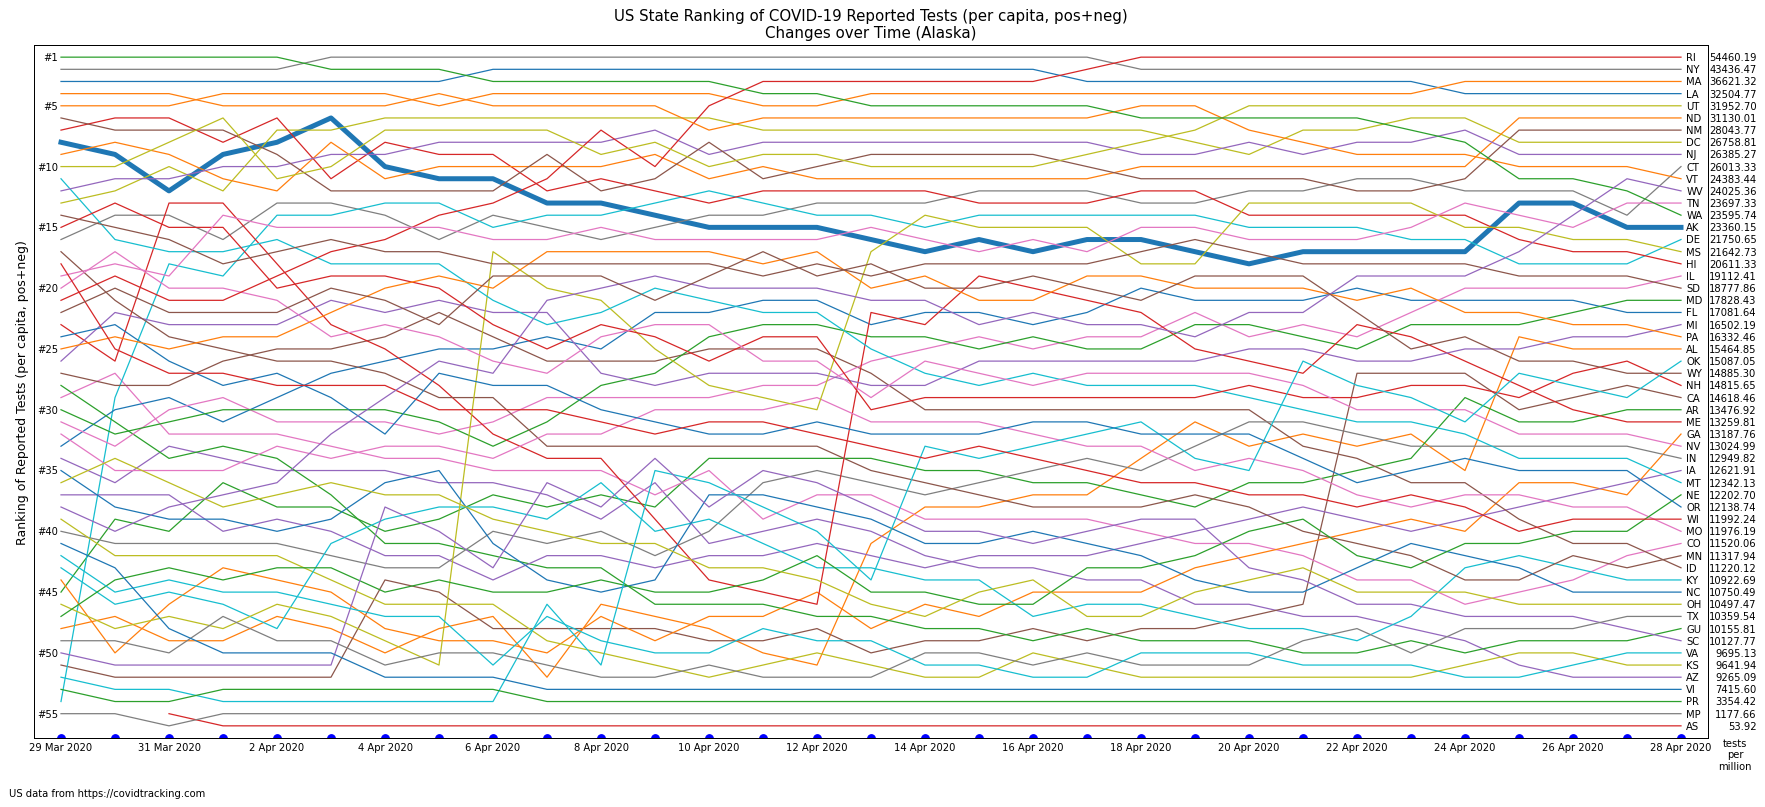 US State Ranking of COVID-19 Reported Tests (per capita, pos+neg)
Changes over Time (Alaska)
Ranking of Reported Tests (per capita, pos+neg)
#1
#5
#10
#15
#20
#25
#30
#35
#40
#45
#50
#55
RI 54460.19
NY 43436.47
MA 36621.32
LA 32504.77
UT 31952.70
ND 31130.01
NM 28043.77
DC 26758.81
NJ 26385.27
CT 26013.33
VT 24383.44
WV 24025.36
TN 23697.33
WA 23595.74
AK 23360.15
DE 21750.65
MS 21642.73
HI 20611.33
IL 19112.41
SD 18777.86
MD 17828.43
FL 17081.64
MI 16502.19
PA 16332.46
AL 15464.85
OK 15087.05
WY 14885.30
NH 14815.65
CA 14618.46
AR 13476.92
ME 13259.81
GA 13187.76
NV 13024.99
IN 12949.82
IA 12621.91
MT 12342.13
NE 12202.70
OR 12138.74
WI 11992.24
MO 11976.19
CO 11520.06
MN 11317.94
ID 11220.12
KY 10922.69
NC 10750.49
OH 10497.47
TX 10359.54
GU 10155.81
SC 10127.77
VA 9695.13
KS 9641.94
AZ 9265.09
VI 7415.60
PR 3354.42
MP 1177.66
AS 53.92
29 Mar 2020 31 Mar 2020 2 Apr 2020 4 Apr 2020 6 Apr 2020 8 Apr 2020 10 Apr 2020 12 Apr 2020 14 Apr 2020 16 Apr 2020 18 Apr 2020 20 Apr 2020 22 Apr 2020 24 Apr 2020 26 Apr 2020 28 Apr 2020
tests
per
million
US data from https://covidtracking.com